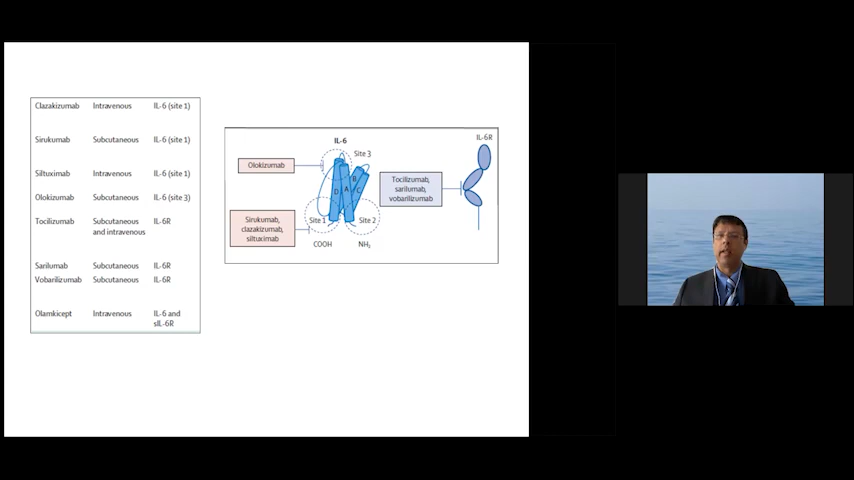 Clazakizumab Intravenous IL-6 (site 1)
Sirukumab Subcutaneous IL-6 (site 1)
Siltuximab Intravenous IL-6 (site 1)
Olokizumab Subcutaneous IL-6 (site 3)
Tocilizumab Subcutaneous IL-6R
and intravenous
Sarilumab Subcutaneous IL-6R
Vobarilizumab Subcutaneous IL-6R
Olamkicept Intravenous IL-6 and
sIL-6R
IL-6
Site 3
Olokizumab
D
A
B
C
Site 1
Site 2
Sirukumab,
clazakizumab,
siltuximab
COOH
NH₂
IL-6R
Tocilizumab,
sarilumab,
vobarilizumab